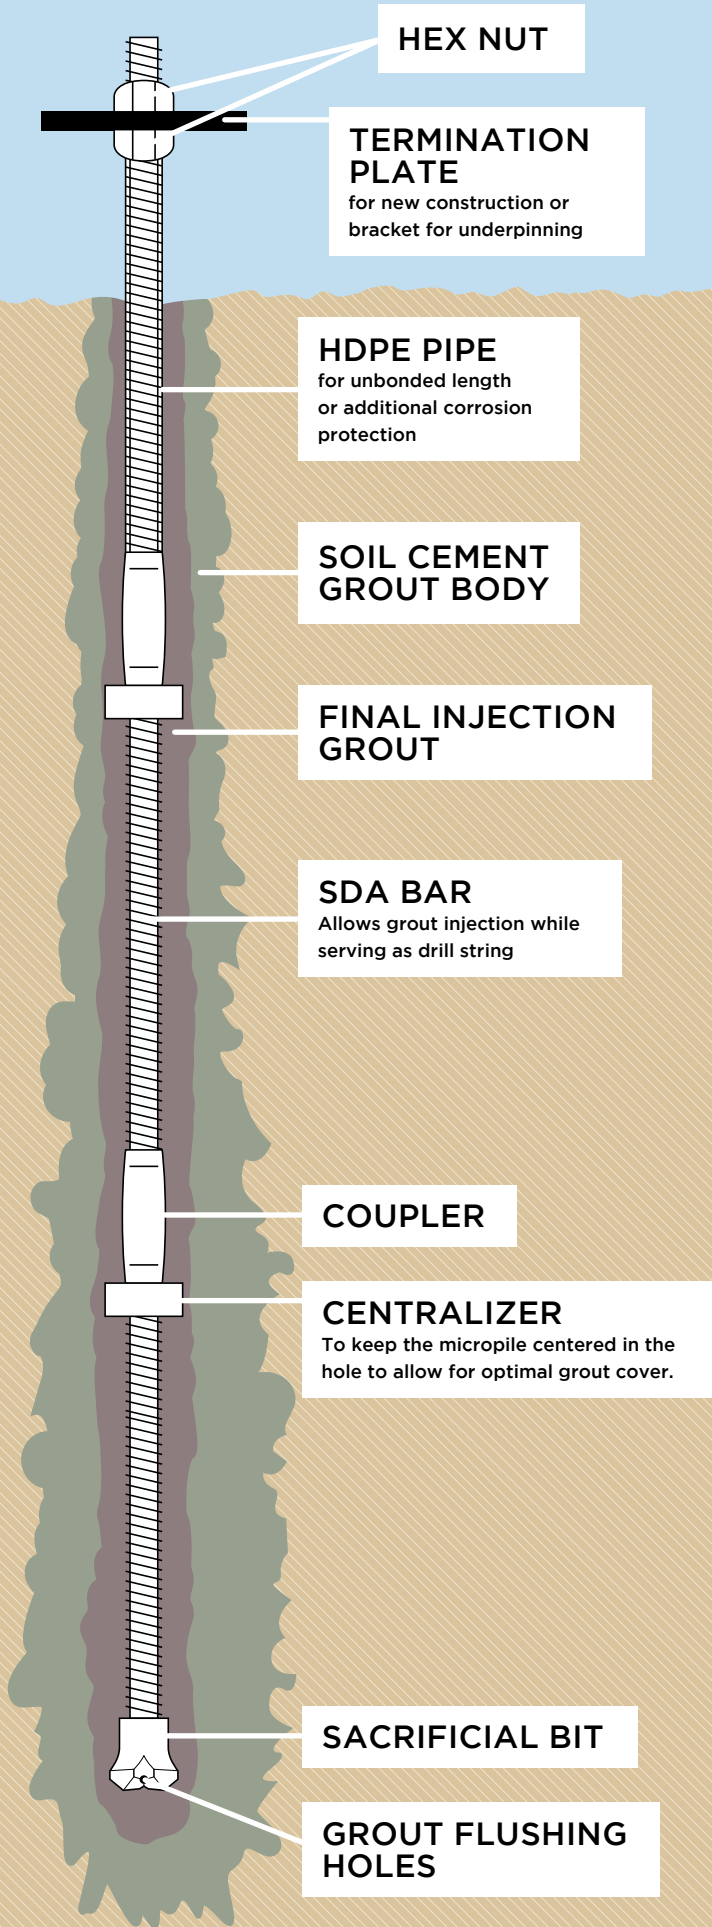 HEX NUT
TERMINATION
PLATE
for new construction or
bracket for underpinning
HDPE PIPE
for unbonded length
or additional corrosion
protection
SOIL CEMENT
GROUT BODY
FINAL INJECTION
GROUT
SDA BAR
Allows grout injection while
serving as drill string
COUPLER
CENTRALIZER
To keep the micropile centered in the
hole to allow for optimal grout cover.
SACRIFICIAL BIT
GROUT FLUSHING
HOLES